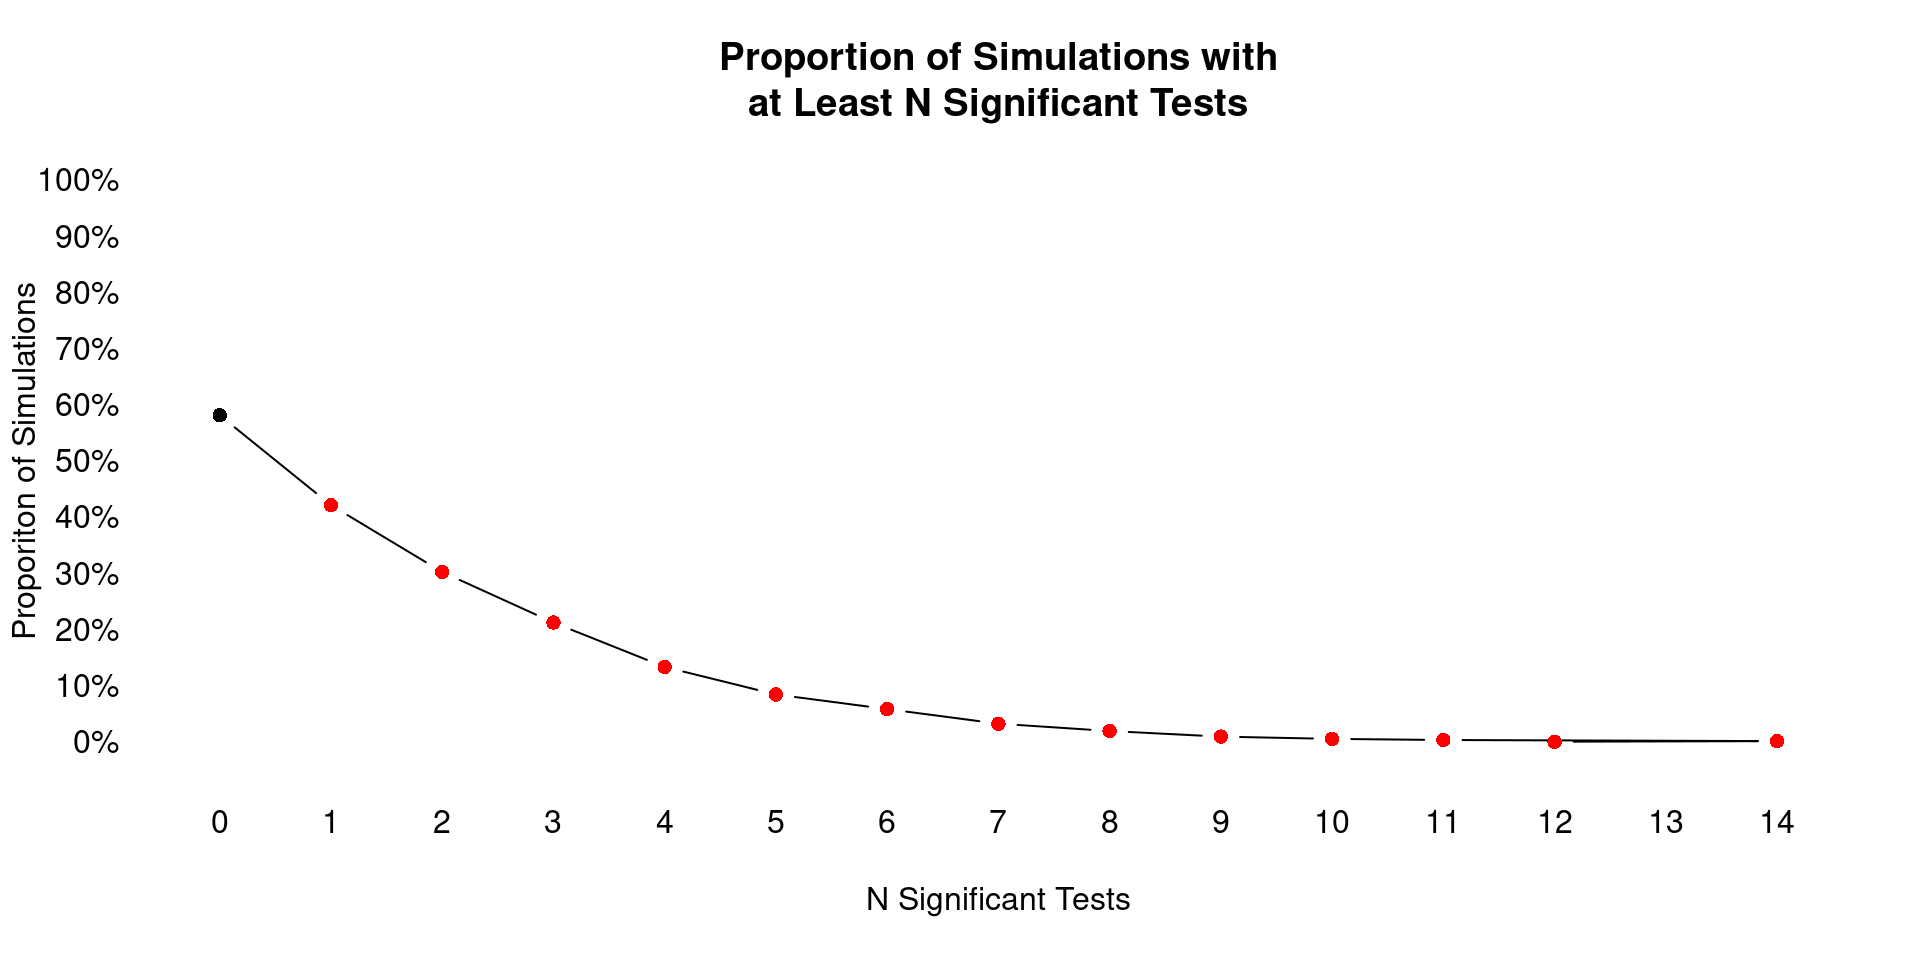 Proportion of Simulations with
at Least N Significant Tests
Proporiton of Simulations
100%
90%
80%
70%
60%
50%
40%
30%
20%
10%
0%
0 1 2 3 4 5 6 7 8 9 10 11 12 13 14
N Significant Tests